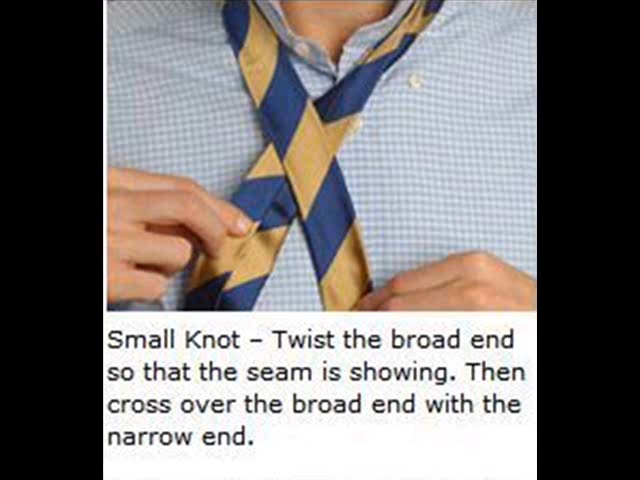 Small Knot – Twist the broad end
so that the seam is showing. Then
cross over the broad end with the
narrow end.